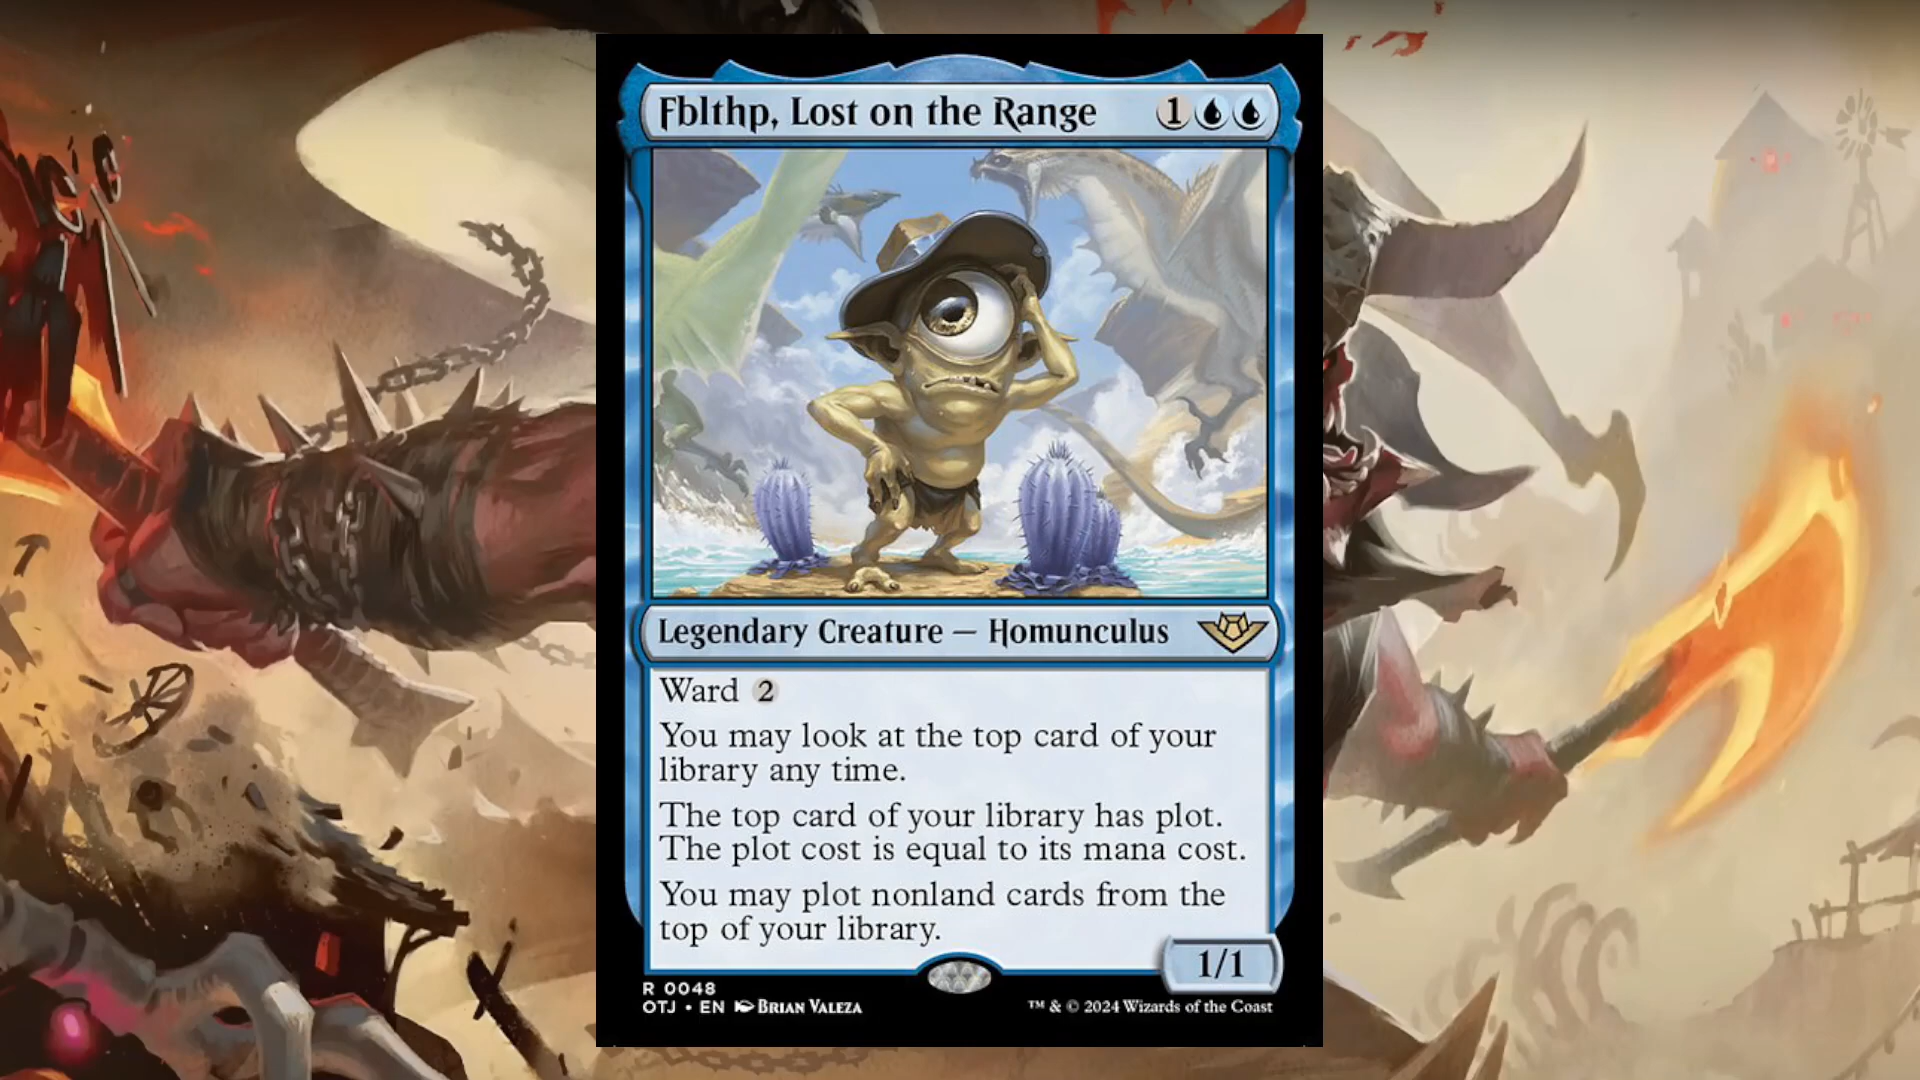 Fblthp, Lost on the Range 1
Legendary Creature — Homunculus
Ward 2
You may look at the top card of your
library any time.
The top card of your library has plot.
The plot cost is equal to its mana cost.
You may plot nonland cards from the
top of your library.
1/1
R 0048
OTJ • EN Brian Valeza
™ & © 2024 Wizards of the Coast